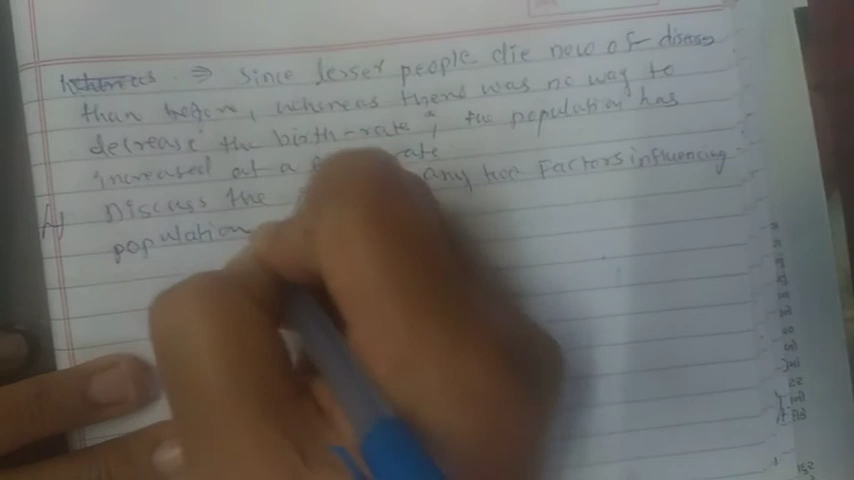 ⇒ Since lesser people die now of diseases
than before, whereas there was no way to
decrease the birth-rate, the population has
increased at a rate
4) Discuss the any two Factors influencing
population